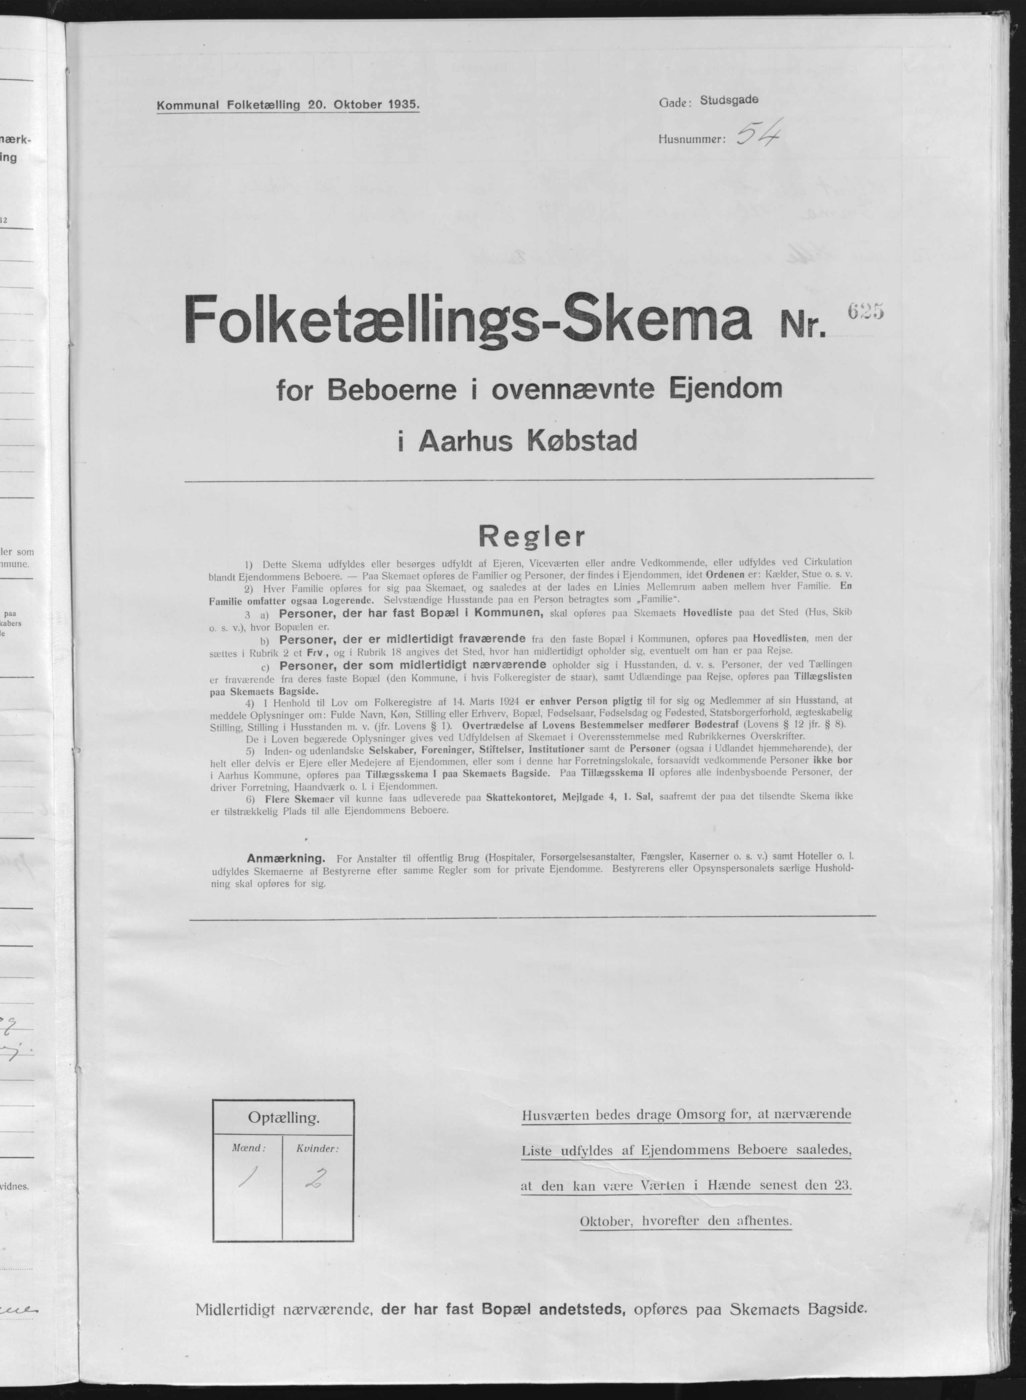 Kommunal Folketælling 20. Oktober 1935.
Gade: Studsgade
Husnummer: 54
Folketællings-Skema Nr. 625
for Beboerne i ovennævnte Ejendom
i Aarhus Købstad
Regler
1) Dette Skema udfyldes eller besørges udfyldt af Ejeren, Viceværten eller andre Vedkommende, eller udfyldes ved Cirkulation
blandt Ejendommens Beboere. — Paa Skemaet opføres de Familier og Personer, der findes i Ejendommen, idet Ordenen er: Kælder, Stue o. s. v.
2) Hver Familie opføres for sig paa Skemaet, og saaledes at der lades en Linies Mellemrum aaben mellem hver Familie. En
Familie omfatter ogsaa Logerende. Selvstændige Husstande paa en Person betragtes som „Familie“.
3 a) Personer, der har fast Bopæl i Kommunen, skal opføres paa Skemaets Hovedliste paa det Sted (Hus, Skib
o. s. v.), hvor Bopælen er.
b) Personer, der er midlertidigt fraværende fra den faste Bopæl i Kommunen, opføres paa Hovedlisten, men der
sættes i Rubrik 2 et Frv., og i Rubrik 18 angives det Sted, hvor han midlertidigt opholder sig, eventuelt om han er paa Rejse.
c) Personer, der som midlertidigt nærværende opholder sig i Husstanden, d. v. s. Personer, der ved Tællingen
er fraværende fra deres faste Bopæl (den Kommune, i hvis Folkeregister de staar), samt Udlændinge paa Rejse, opføres paa Tillægslisten
paa Skemaets Bagside.
4) I Henhold til Lov om Folkeregistre af 14. Marts 1924 er enhver Person pligtig til for sig og Medlemmer af sin Husstand, at
meddele Oplysninger om: Fulde Navn, Køn, Stilling eller Erhverv, Bopæl, Fødselsaar, Fødselsdag og Fødested, Statsborgerforhold, ægteskabelig
Stilling, Stilling i Husstanden m. v. (jfr. Lovens § 1). Overtrædelse af Lovens Bestemmelser medfører Bødestraf (Lovens § 12 jfr. § 8).
De i Loven begærede Oplysninger gives ved Udfyldelsen af Skemaet i Overensstemmelse med Rubrikkernes Overskrifter.
5) Inden- og udenlandske Selskaber, Foreninger, Stiftelser, Institutioner samt de Personer (ogsaa i Udlandet hjemmehørende), der
helt eller delvis er Ejere eller Medejere af Ejendommen, eller som i denne har Forretningslokale, forsaavidt vedkommende Personer ikke bor
i Aarhus Kommune, opføres paa Tillægsskema I paa Skemaets Bagside. Paa Tillægsskema II opføres alle indenbysboende Personer, der
driver Forretning, Haandværk o. l. i Ejendommen.
6) Flere Skemaer vil kunne faas udleverede paa Skattekontoret, Mejlgade 4, 1. Sal, saafremt der paa det tilsendte Skema ikke
er tilstrækkelig Plads til alle Ejendommens Beboere.
Anmærkning. For Anstalter til offentlig Brug (Hospitaler, Forsørgelsesanstalter, Fængsler, Kaserner o. s. v.) samt Hoteller o. l.
udfyldes Skemaerne af Bestyrerne efter samme Regler som for private Ejendomme. Bestyrerens eller Opsynspersonalets særlige Hushold-
ning skal opføres for sig.
Optælling.
Mænd: Kvinder:
1 2
Husværten bedes drage Omsorg for, at nærværende
Liste udfyldes af Ejendommens Beboere saaledes,
at den kan være Værten i Hænde senest den 23.
Oktober, hvorefter den afhentes.
Midlertidigt nærværende, der har fast Bopæl andetsteds, opføres paa Skemaets Bagside.